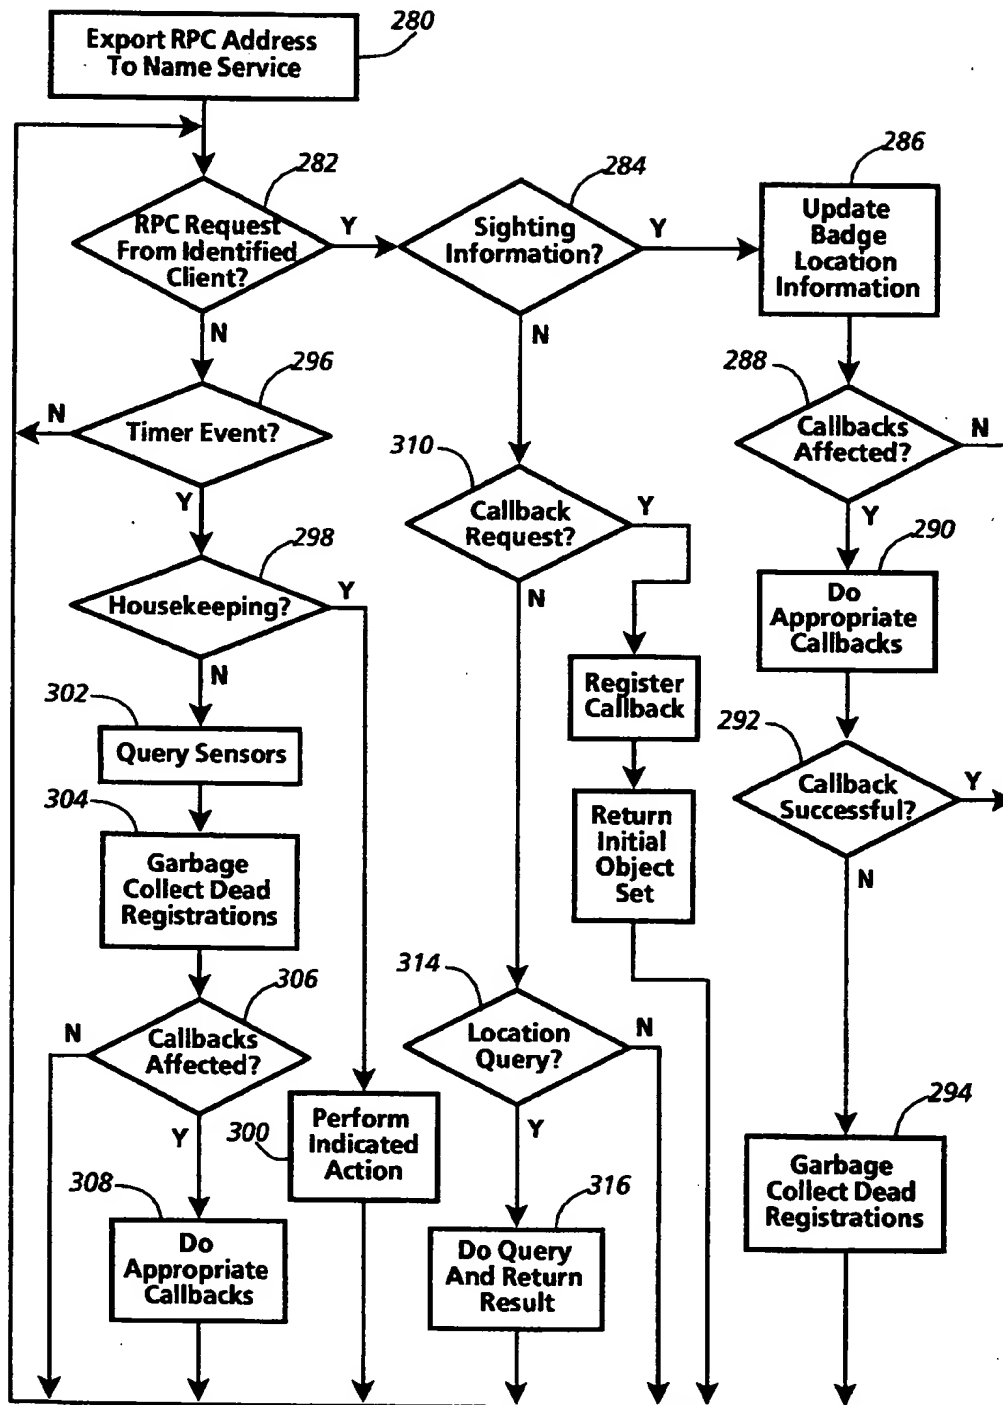 Export RPC Address
To Name Service
280
282
RPC Request
From Identified
Client?
Y
N
284
Sighting
Information?
Y
N
286
Update
Badge
Location
Information
296
Timer Event?
N
Y
288
Callbacks
Affected?
N
Y
310
Callback
Request?
Y
N
298
Housekeeping?
Y
N
290
Do
Appropriate
Callbacks
302
Query Sensors
Register
Callback
292
Callback
Successful?
Y
N
304
Garbage
Collect Dead
Registrations
Return
Initial
Object
Set
306
Callbacks
Affected?
N
Y
314
Location
Query?
N
Y
300
Perform
Indicated
Action
294
Garbage
Collect Dead
Registrations
308
Do
Appropriate
Callbacks
316
Do Query
And Return
Result